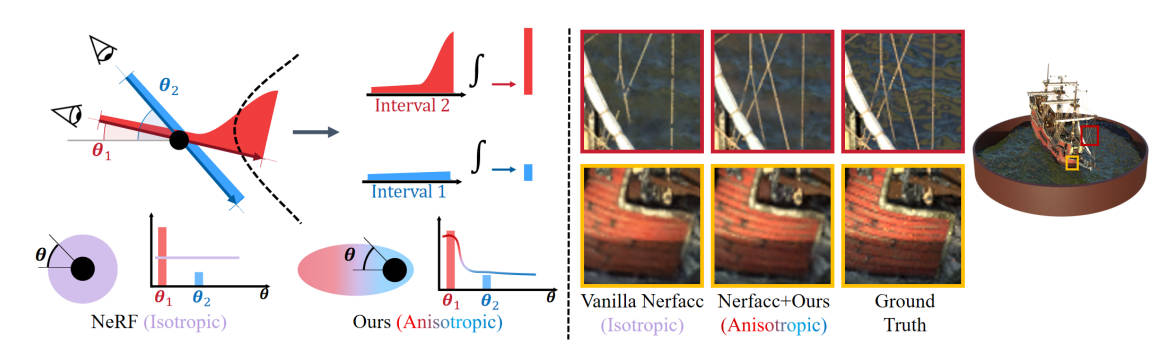 θ₂
θ₁
Interval 2
∫
Interval 1
∫
θ
θ₁
θ₂
θ
NeRF (Isotropic)
θ
θ₁
θ₂
θ
Ours (Anisotropic)
Vanilla Nerfacc
(Isotropic)
Nerfacc+Ours
(Anisotropic)
Ground
Truth